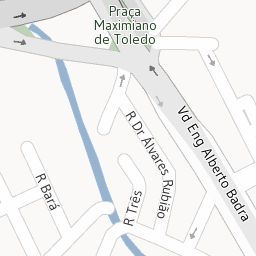 Praça
Maximiano
de Toledo
Vd Eng Alberto Badra
R Dr Álvares Rubião
R Três
R Bará